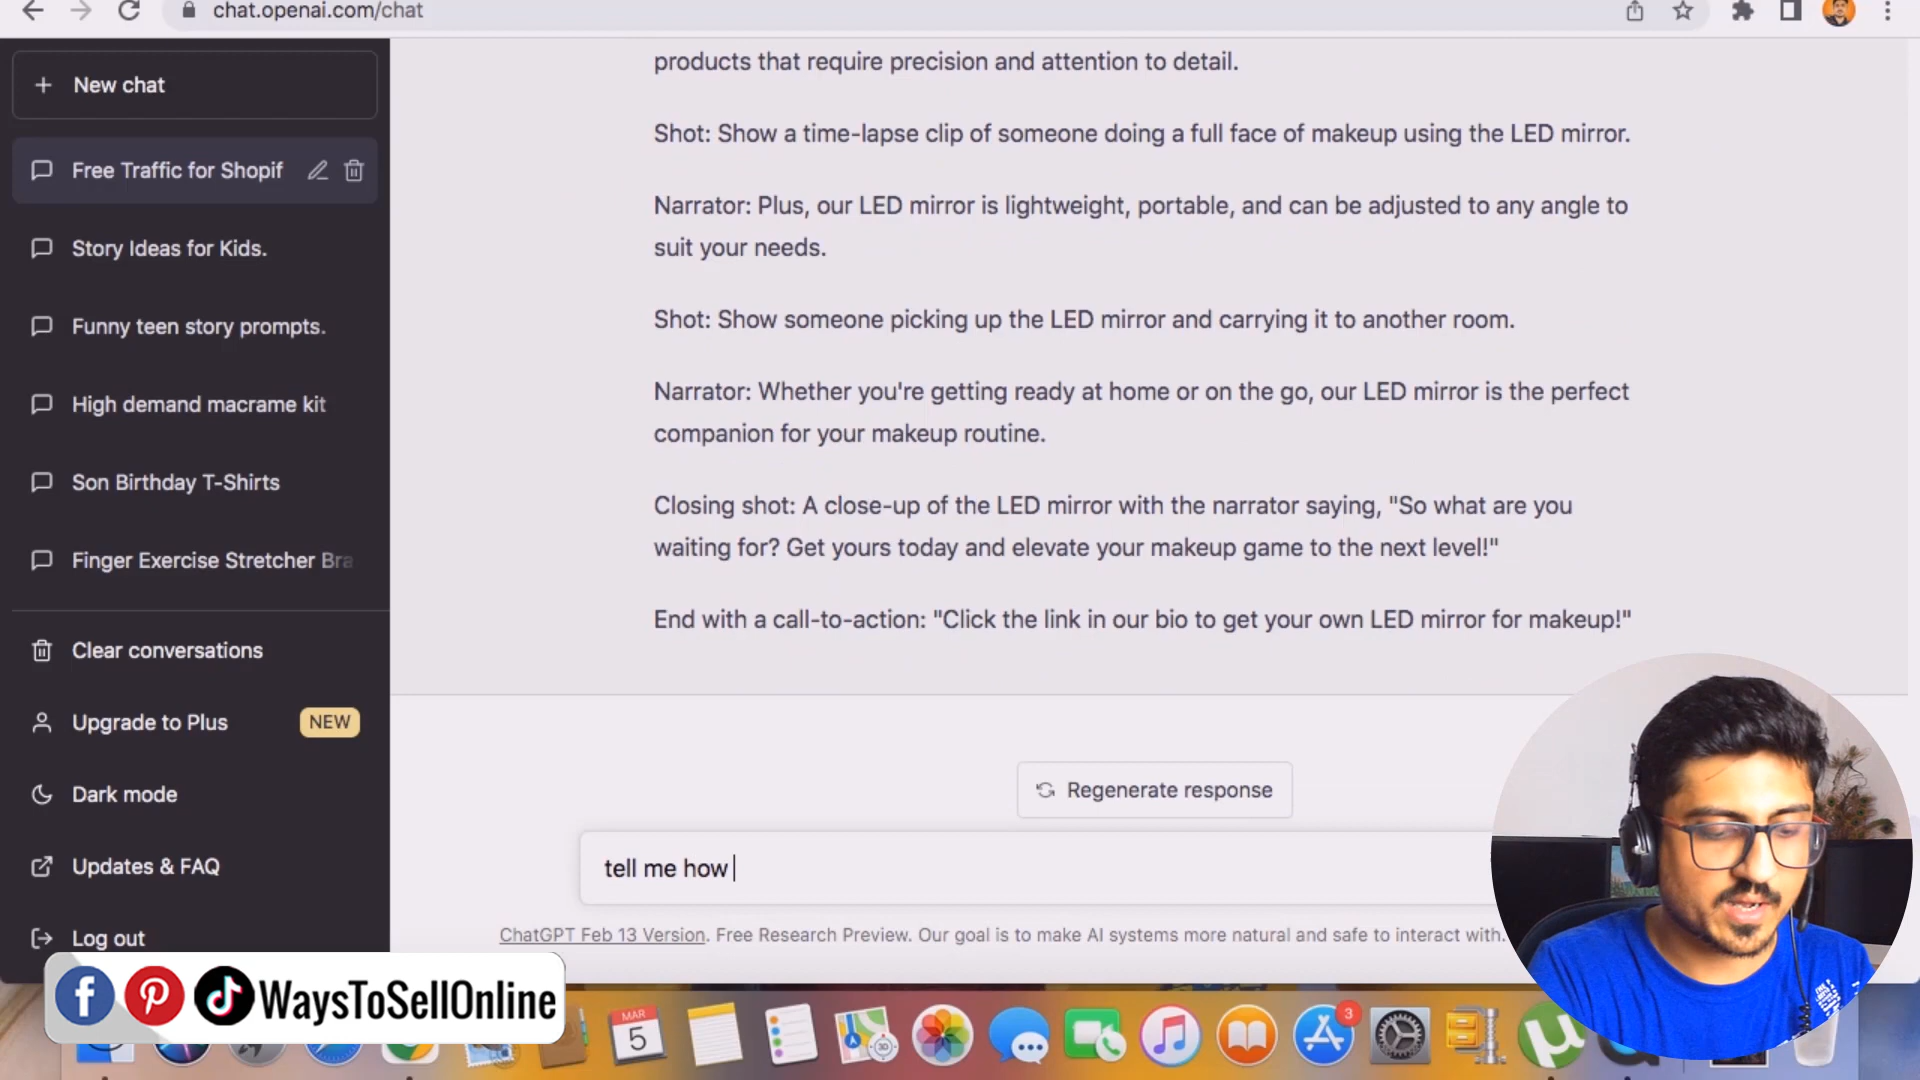 chat.openai.com/chat
New chat
Free Traffic for Shopif
Story Ideas for Kids.
Funny teen story prompts.
High demand macrame kit
Son Birthday T-Shirts
Finger Exercise Stretcher Bra
Clear conversations
Upgrade to Plus NEW
Dark mode
Updates & FAQ
Log out
products that require precision and attention to detail.
Shot: Show a time-lapse clip of someone doing a full face of makeup using the LED mirror.
Narrator: Plus, our LED mirror is lightweight, portable, and can be adjusted to any angle to
suit your needs.
Shot: Show someone picking up the LED mirror and carrying it to another room.
Narrator: Whether you're getting ready at home or on the go, our LED mirror is the perfect
companion for your makeup routine.
Closing shot: A close-up of the LED mirror with the narrator saying, "So what are you
waiting for? Get yours today and elevate your makeup game to the next level!"
End with a call-to-action: "Click the link in our bio to get your own LED mirror for makeup!"
Regenerate response
tell me how
ChatGPT Feb 13 Version. Free Research Preview. Our goal is to make AI systems more natural and safe to interact with.
WaysToSellOnline
MAR
5
3D
3